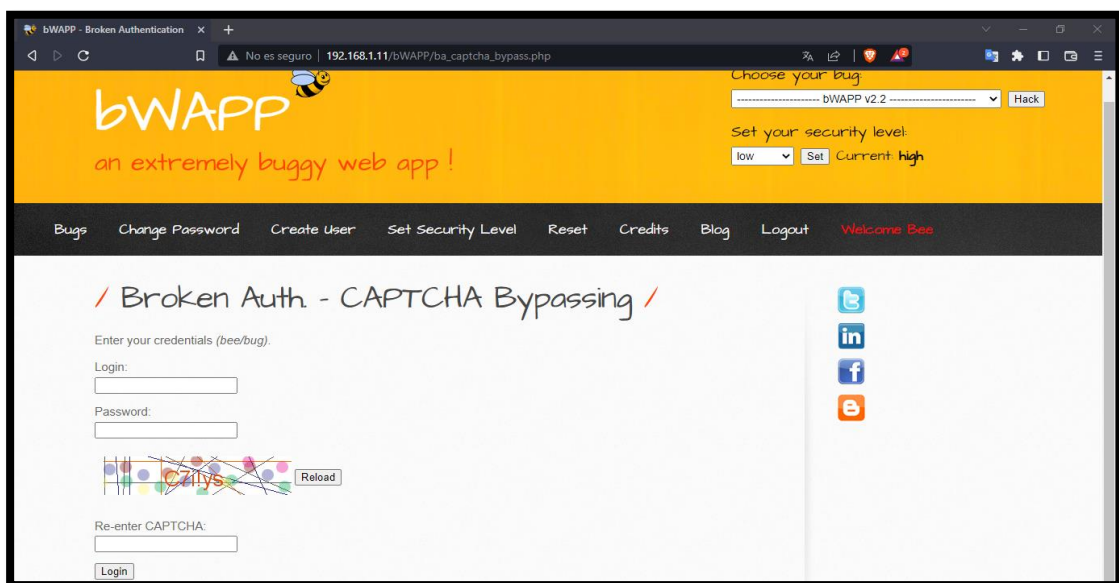 bWAPP - Broken Authentication
No es seguro | 192.168.1.11/bWAPP/ba_captcha_bypass.php
Choose your bug:
---------------------- bWAPP v2.2 ----------------------- Hack
bWAPP
an extremely buggy web app !
Set your security level:
low Set Current: high
Bugs Change Password Create User Set Security Level Reset Credits Blog Logout Welcome Bee
/ Broken Auth. - CAPTCHA Bypassing /
Enter your credentials (bee/bug).
Login:
Password:
Reload
Re-enter CAPTCHA:
Login